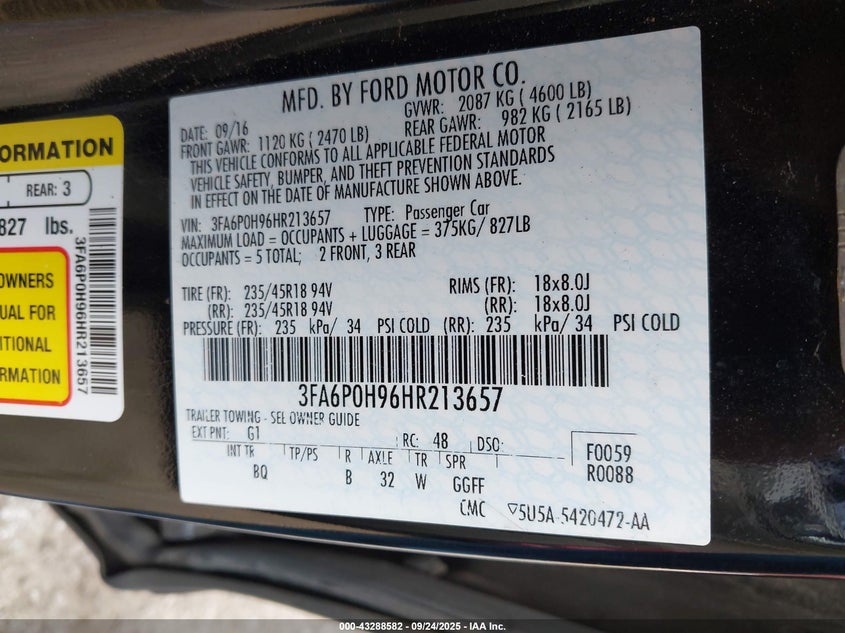 MFD. BY FORD MOTOR CO.
DATE: 09/16 GVWR: 2087 KG ( 4600 LB)
FRONT GAWR: 1120 KG ( 2470 LB) REAR GAWR: 982 KG ( 2165 LB)
THIS VEHICLE CONFORMS TO ALL APPLICABLE FEDERAL MOTOR
VEHICLE SAFETY, BUMPER, AND THEFT PREVENTION STANDARDS
IN EFFECT ON THE DATE OF MANUFACTURE SHOWN ABOVE.
VIN: 3FA6P0H96HR213657 TYPE: Passenger Car
MAXIMUM LOAD = OCCUPANTS + LUGGAGE = 375KG/ 827LB
OCCUPANTS = 5 TOTAL; 2 FRONT, 3 REAR
TIRE (FR): 235/45R18 94V RIMS (FR): 18x8.0J
(RR): 235/45R18 94V (RR): 18x8.0J
PRESSURE (FR): 235 kPa/ 34 PSI COLD (RR): 235 kPa/ 34 PSI COLD
3FA6P0H96HR213657
TRAILER TOWING - SEE OWNER GUIDE
EXT PNT: G1 RC: 48 DSO:
INT TR TP/PS R AXLE TR SPR
BQ B 32 W GGFF
F0059
R0088
CMC ▽5U5A-5420472-AA
ORMATION
REAR: 3
827 lbs.
OWNERS
UAL FOR
ITIONAL
RMATION
3FA6P0H96HR213657
000-43288582 - 09/24/2025 - IAA Inc.